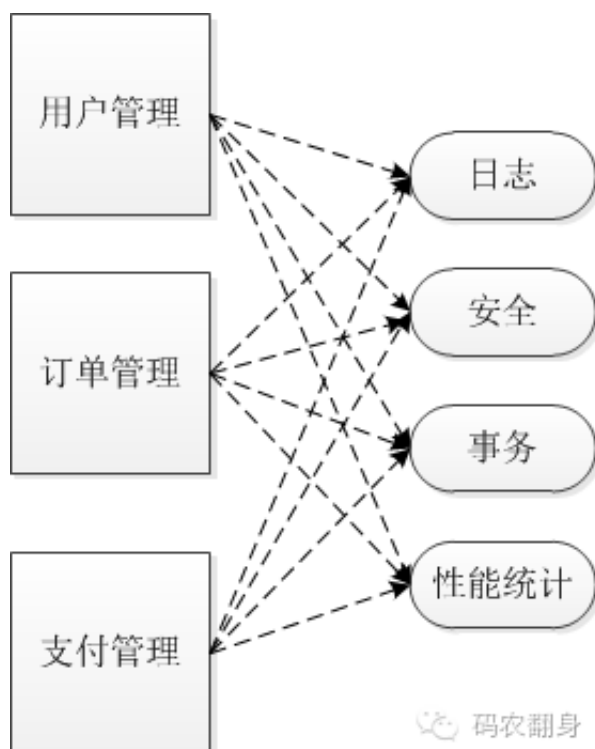 用户管理
日志
安全
订单管理
事务
性能统计
支付管理
码农翻身